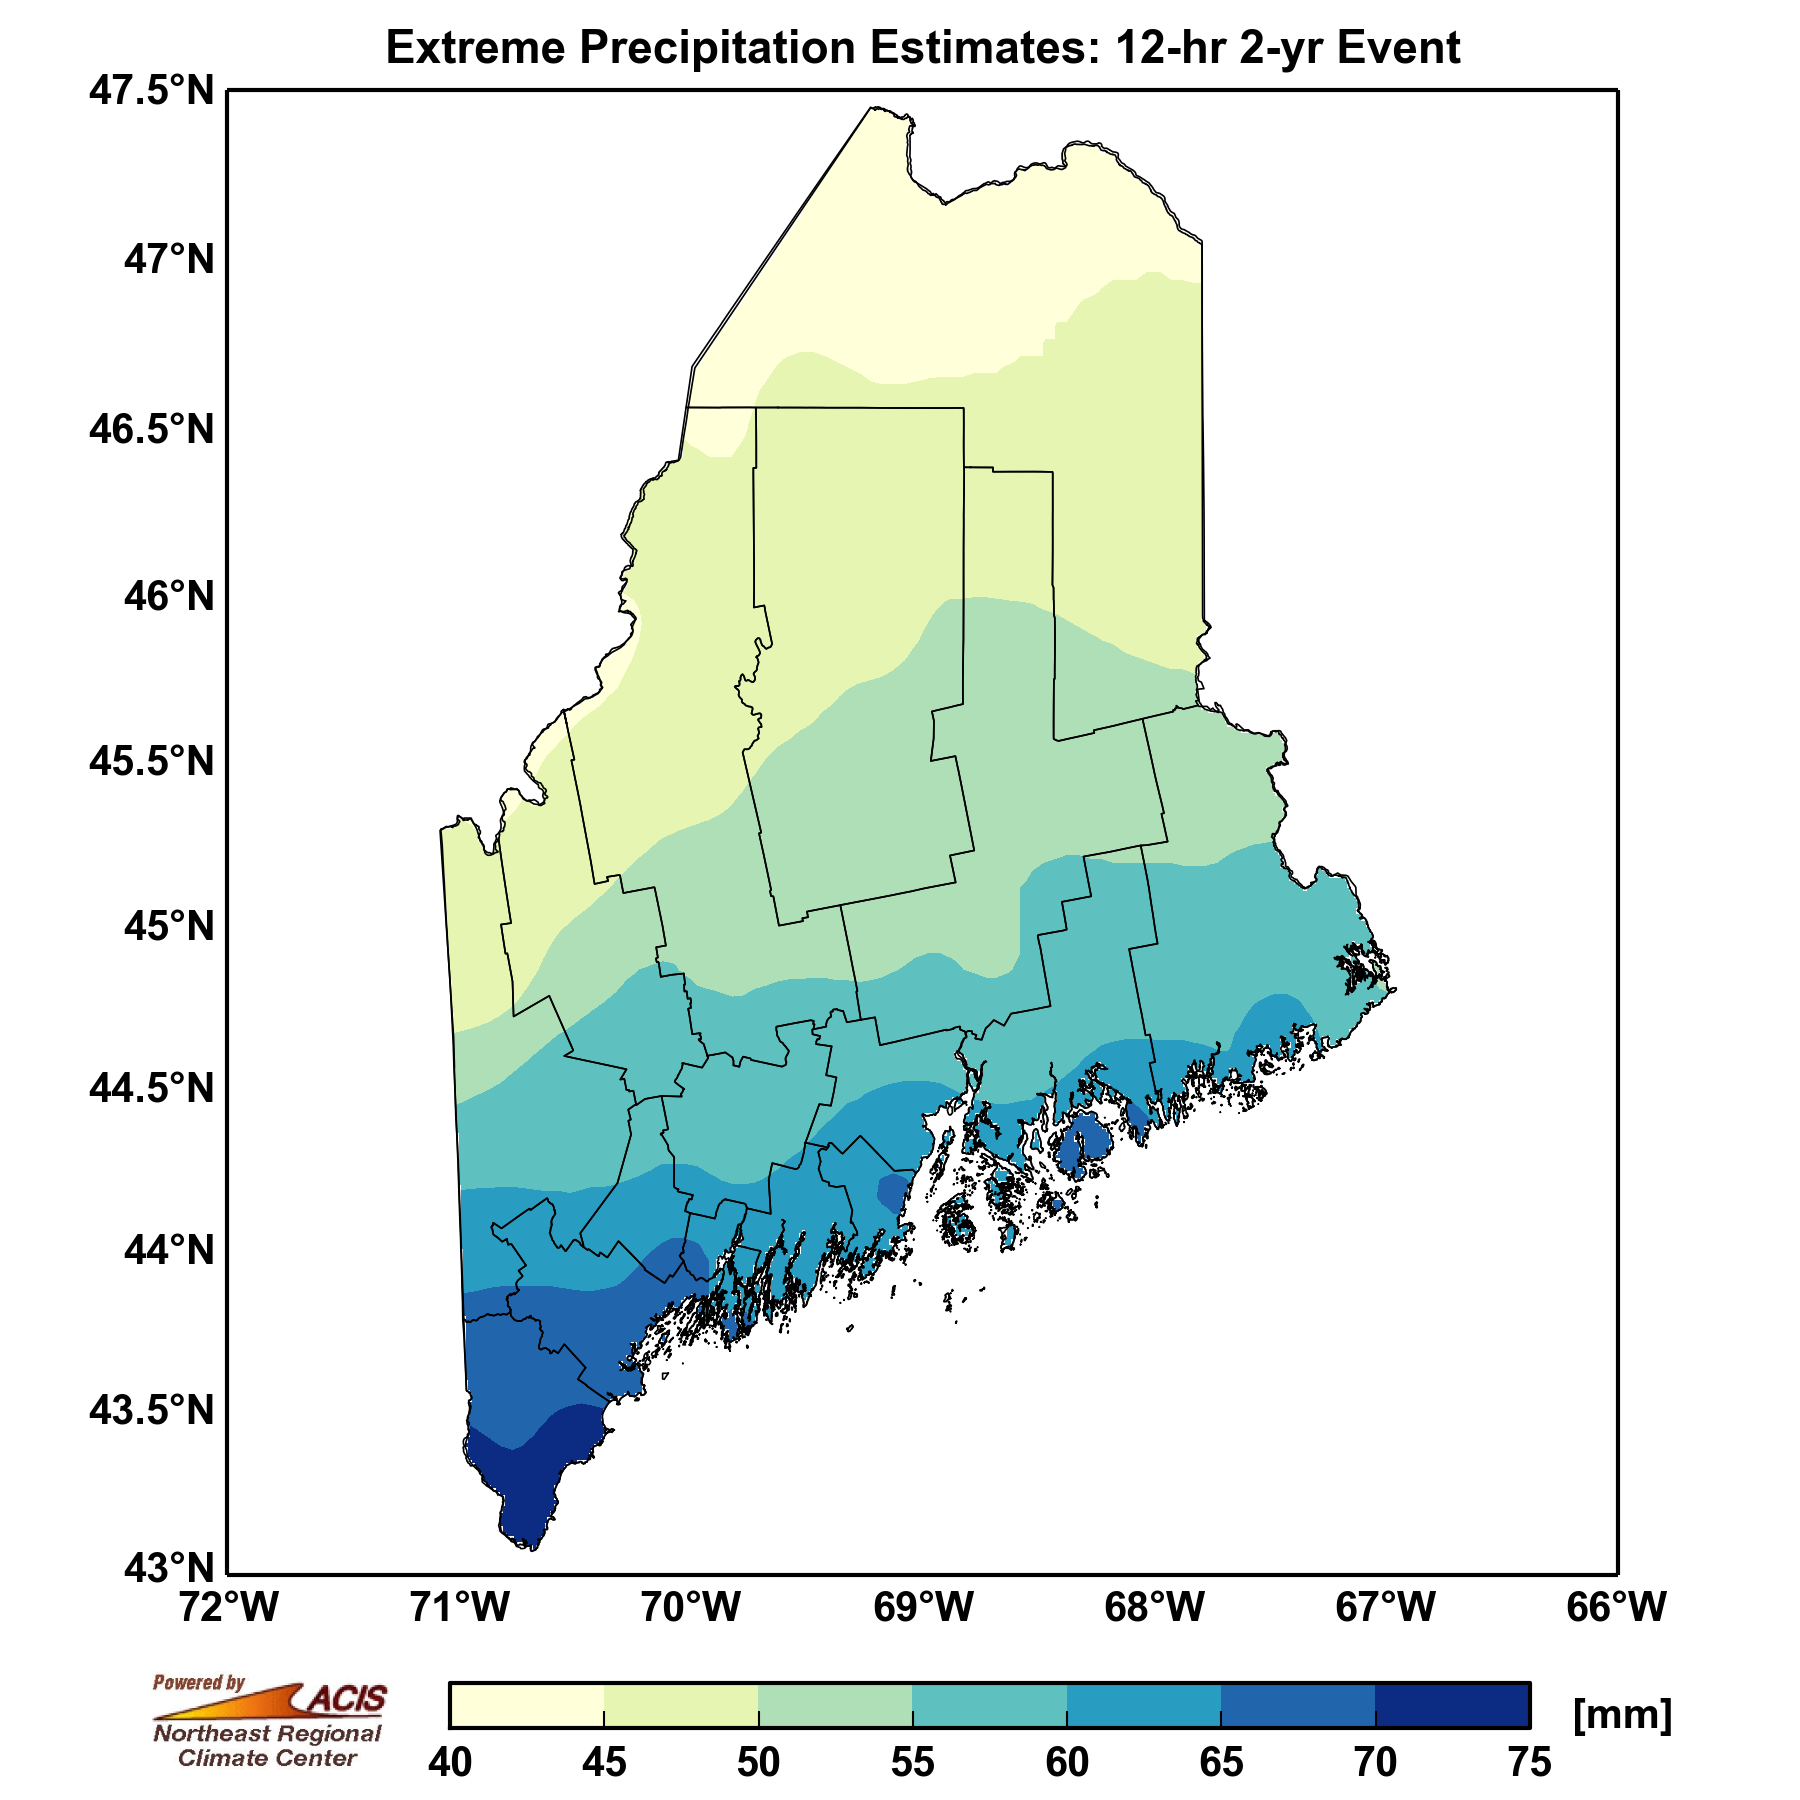 Extreme Precipitation Estimates: 12-hr 2-yr Event
47.5°N
47°N
46.5°N
46°N
45.5°N
45°N
44.5°N
44°N
43.5°N
43°N
72°W 71°W 70°W 69°W 68°W 67°W 66°W
Powered by
ACIS
Northeast Regional
Climate Center
[mm]
40 45 50 55 60 65 70 75